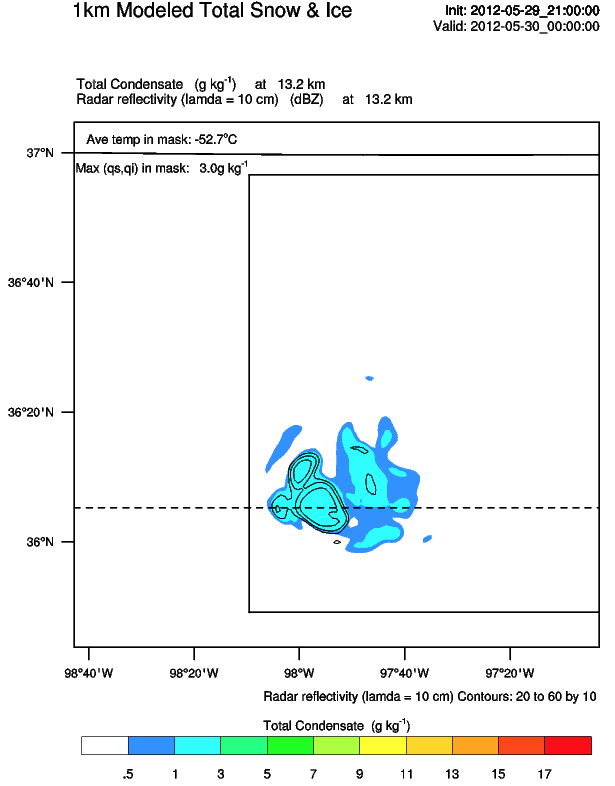 1km Modeled Total Snow & Ice
Init: 2012-05-29_21:00:00
Valid: 2012-05-30_00:00:00
Total Condensate (g kg⁻¹) at 13.2 km
Radar reflectivity (lamda = 10 cm) (dBZ) at 13.2 km
Ave temp in mask: -52.7°C
37°N
Max (qs,qi) in mask: 3.0g kg⁻¹
36°40'N
36°20'N
36°N
98°40'W 98°20'W 98°W 97°40'W 97°20'W
Radar reflectivity (lamda = 10 cm) Contours: 20 to 60 by 10
Total Condensate (g kg⁻¹)
.5 1 3 5 7 9 11 13 15 17